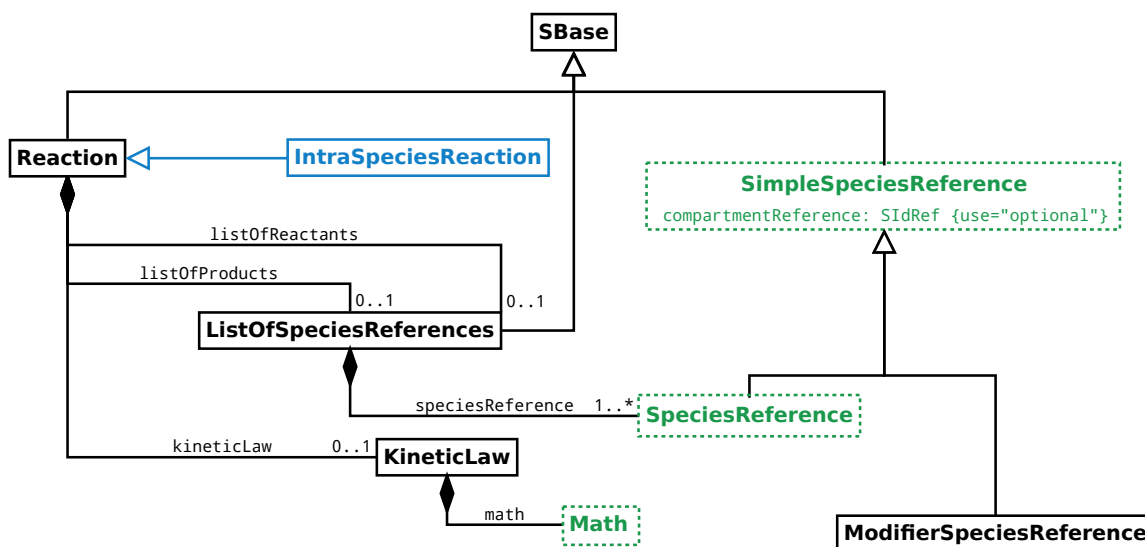 SBase
Reaction
IntraSpeciesReaction
SimpleSpeciesReference
compartmentReference: SIdRef {use="optional"}
listOfReactants
listOfProducts
0..1
0..1
ListOfSpeciesReferences
speciesReference
1..*
SpeciesReference
kineticLaw
0..1
KineticLaw
math
Math
ModifierSpeciesReference